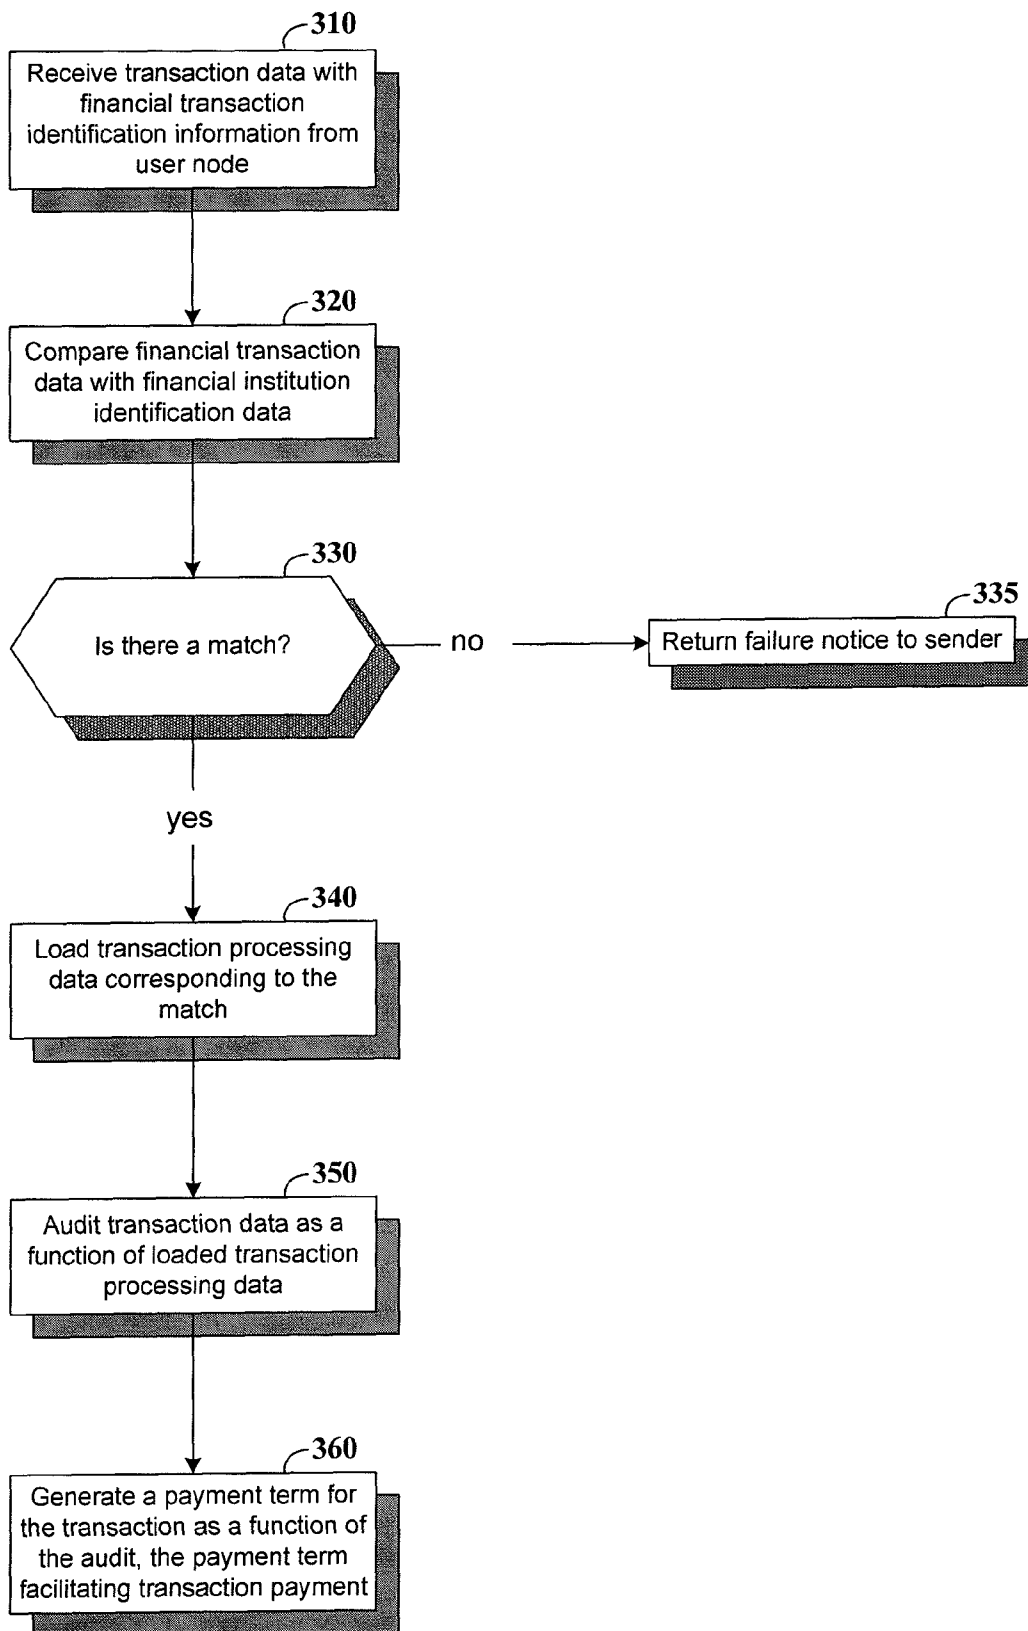 310
Receive transaction data with
financial transaction
identification information from
user node
320
Compare financial transaction
data with financial institution
identification data
330
Is there a match?
no
335
Return failure notice to sender
yes
340
Load transaction processing
data corresponding to the
match
350
Audit transaction data as a
function of loaded transaction
processing data
360
Generate a payment term for
the transaction as a function of
the audit, the payment term
facilitating transaction payment